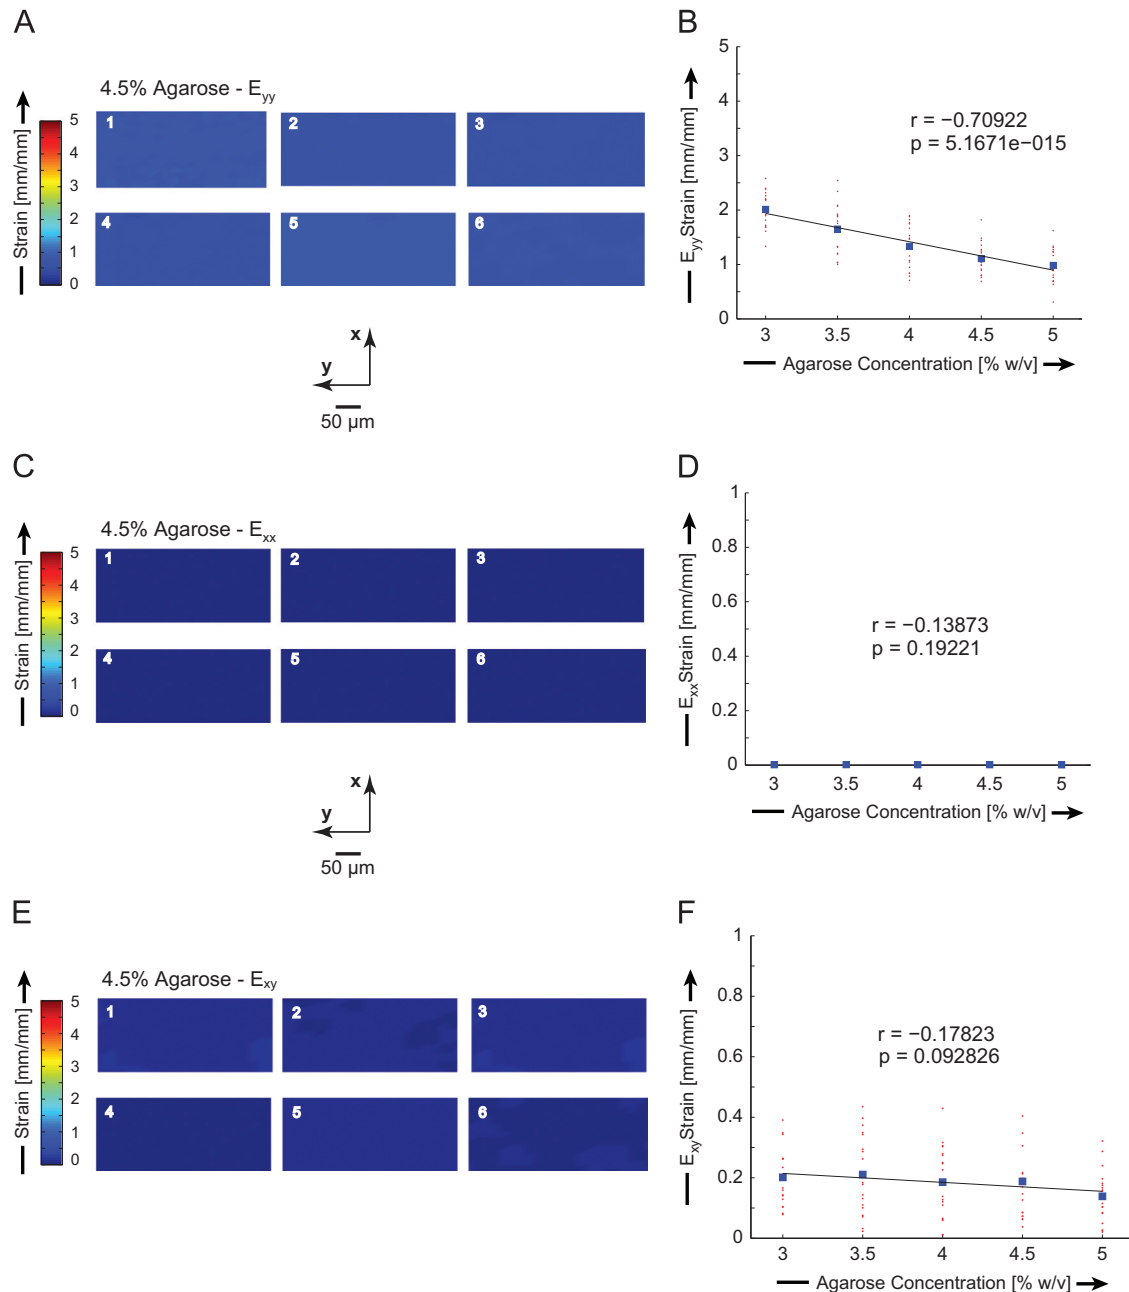 A
4.5% Agarose - Eyy
Strain [mm/mm]
5
4
3
2
1
0
1
2
3
4
5
6
x
y
50 µm
B
5
4
3
2
1
0
EyyStrain [mm/mm]
r = −0.70922
p = 5.1671e−015
3 3.5 4 4.5 5
Agarose Concentration [% w/v]
C
4.5% Agarose - Exx
Strain [mm/mm]
5
4
3
2
1
0
1
2
3
4
5
6
x
y
50 µm
D
1
0.8
0.6
0.4
0.2
0
ExxStrain [mm/mm]
r = −0.13873
p = 0.19221
3 3.5 4 4.5 5
Agarose Concentration [% w/v]
E
4.5% Agarose - Exy
Strain [mm/mm]
5
4
3
2
1
0
1
2
3
4
5
6
F
1
0.8
0.6
0.4
0.2
0
ExyStrain [mm/mm]
r = −0.17823
p = 0.092826
3 3.5 4 4.5 5
Agarose Concentration [% w/v]